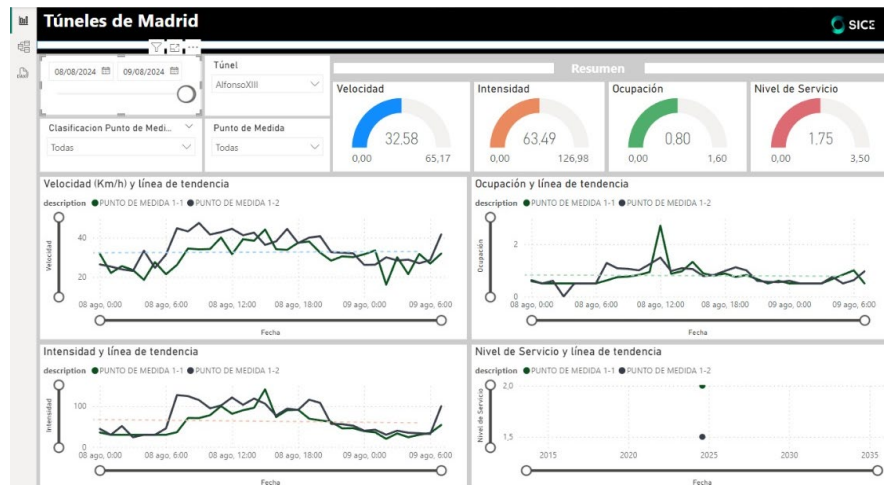 Túneles de Madrid
SICE
08/08/2024 09/08/2024
Túnel
AlfonsoXIII
Clasificacion Punto de Medi...
Todas
Punto de Medida
Todas
Resumen
Velocidad
32,58
0,00 65,17
Intensidad
63,49
0,00 126,98
Ocupación
0,80
0,00 1,60
Nivel de Servicio
1,75
0,00 3,50
Velocidad (Km/h) y línea de tendencia
description PUNTO DE MEDIDA 1-1 PUNTO DE MEDIDA 1-2
Velocidad
40
20
08 ago, 0:00 08 ago, 6:00 08 ago, 12:00 08 ago, 18:00 09 ago, 0:00 09 ago, 6:00
Fecha
Ocupación y línea de tendencia
description PUNTO DE MEDIDA 1-1 PUNTO DE MEDIDA 1-2
Ocupación
2
0
08 ago, 0:00 08 ago, 6:00 08 ago, 12:00 08 ago, 18:00 09 ago, 0:00 09 ago, 6:00
Fecha
Intensidad y línea de tendencia
description PUNTO DE MEDIDA 1-1 PUNTO DE MEDIDA 1-2
Intensidad
100
0
08 ago, 0:00 08 ago, 6:00 08 ago, 12:00 08 ago, 18:00 09 ago, 0:00 09 ago, 6:00
Fecha
Nivel de Servicio y línea de tendencia
description PUNTO DE MEDIDA 1-1 PUNTO DE MEDIDA 1-2
Nivel de Servicio
2,0
1,5
2015 2020 2025 2030 2035
Fecha